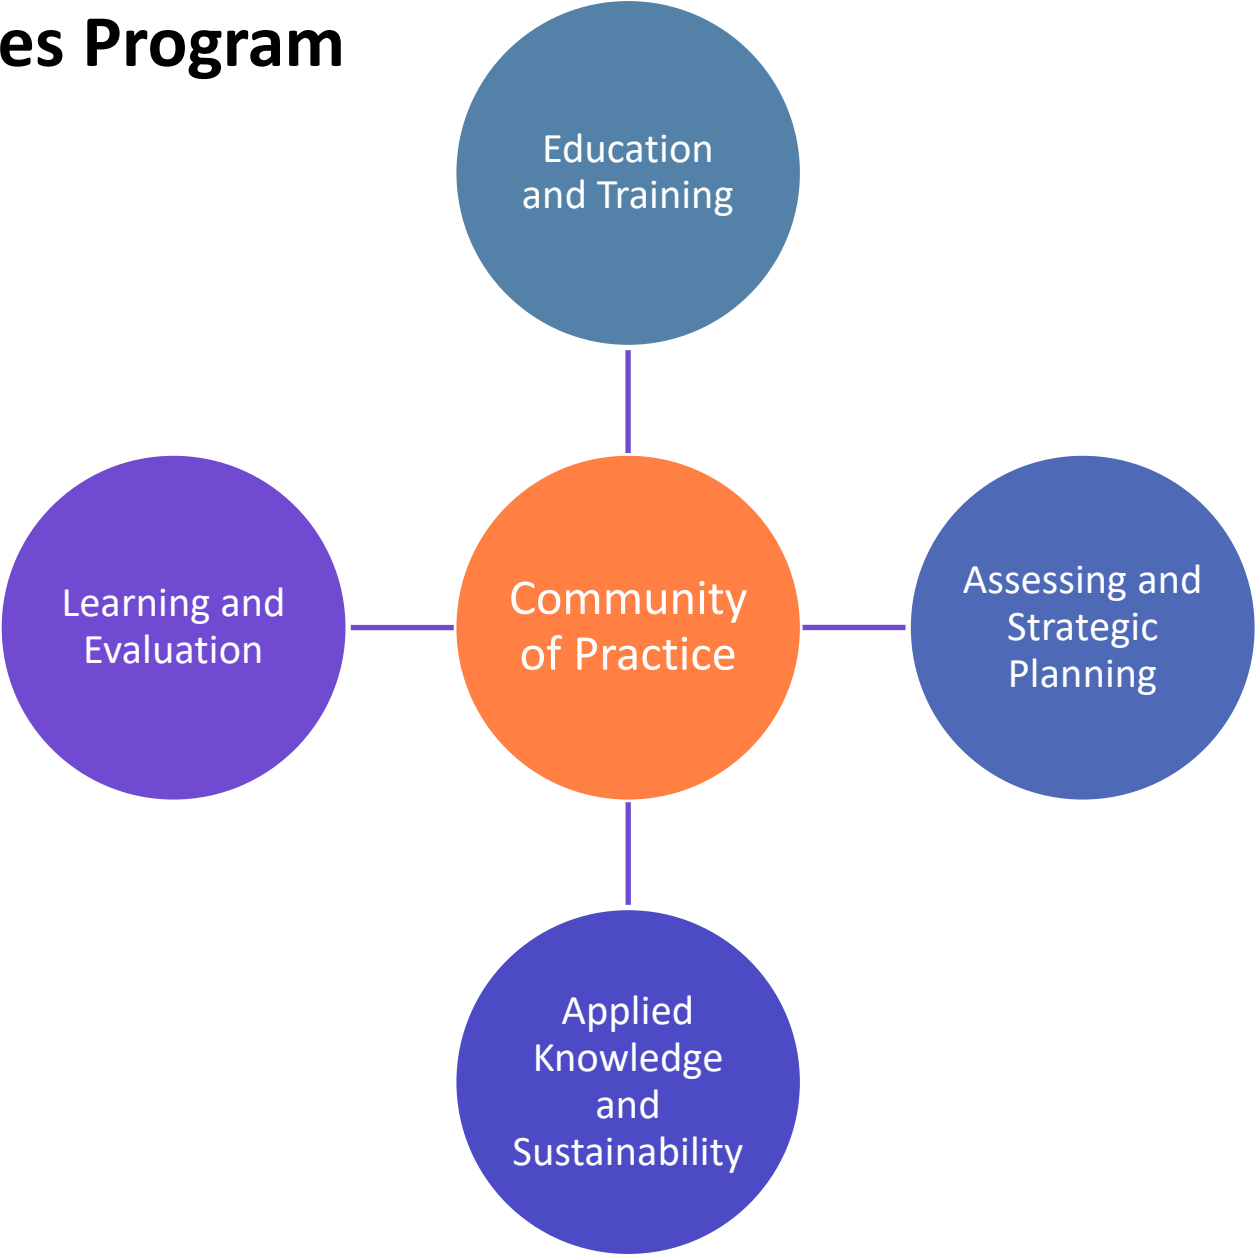 es Program
Education
and Training
Learning and
Evaluation
Community
of Practice
Assessing and
Strategic
Planning
Applied
Knowledge
and
Sustainability